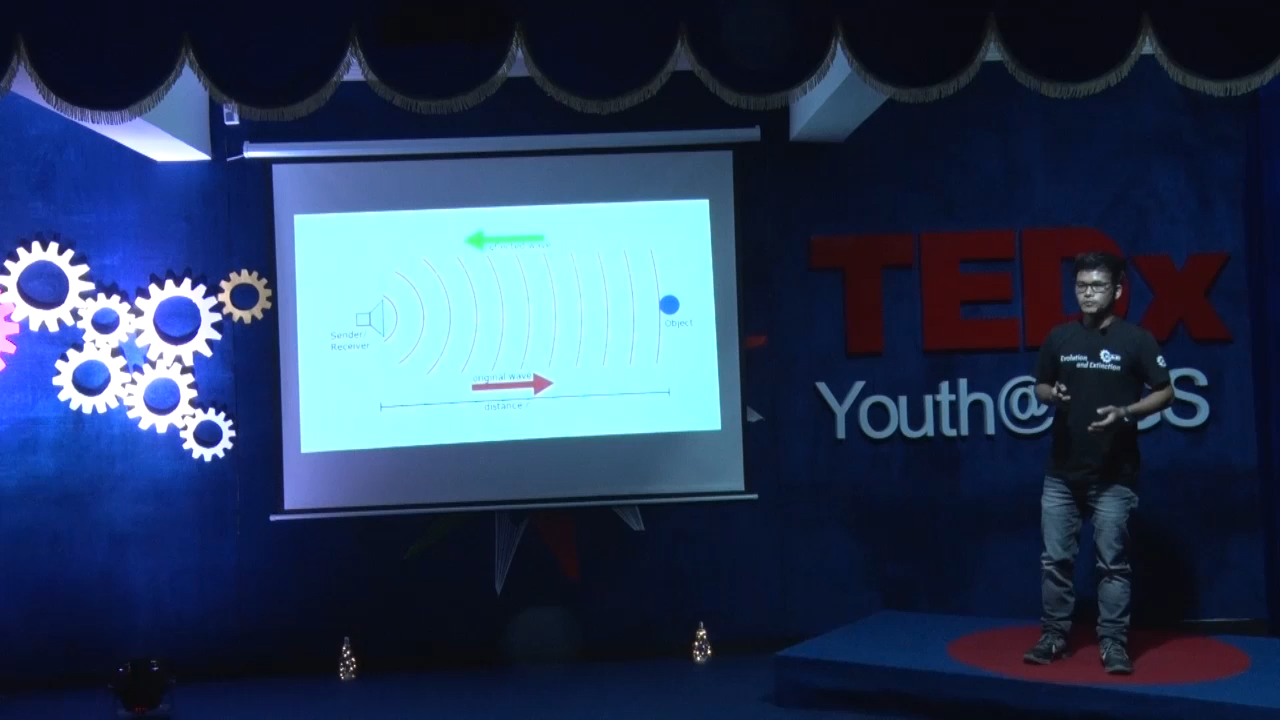 Sender/
Receiver
Object
original wave
distance r
TEDx
Youth@
S
Evolution
and Extinction